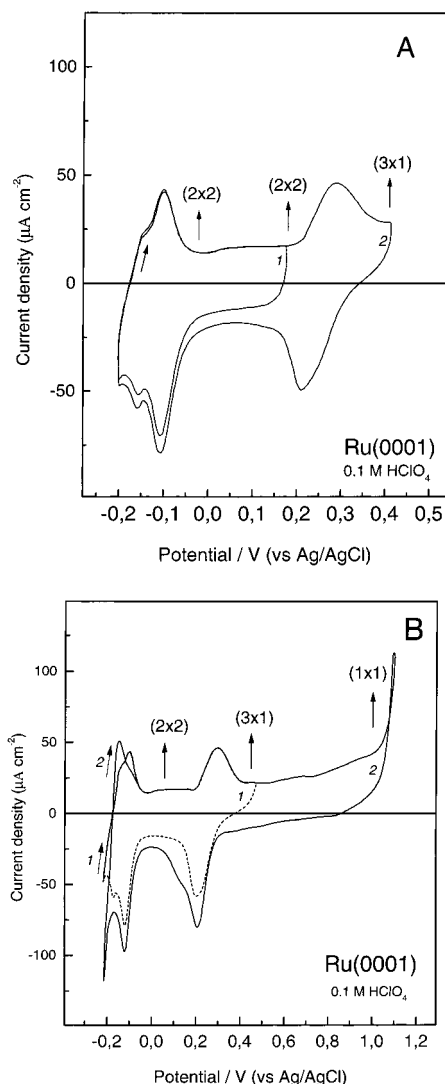 A
100
50
0
-50
Current density (μA cm⁻²)
(2x2)
(2x2)
(3x1)
1
2
Ru(0001)
0.1 M HClO₄
-0,2 -0,1 0,0 0,1 0,2 0,3 0,4 0,5
Potential / V (vs Ag/AgCl)
B
100
50
0
-50
-100
Current density (μA cm⁻²)
2
1
(2x2)
(3x1)
(1x1)
1
2
Ru(0001)
0.1 M HClO₄
-0,2 0,0 0,2 0,4 0,6 0,8 1,0 1,2
Potential / V (vs Ag/AgCl)